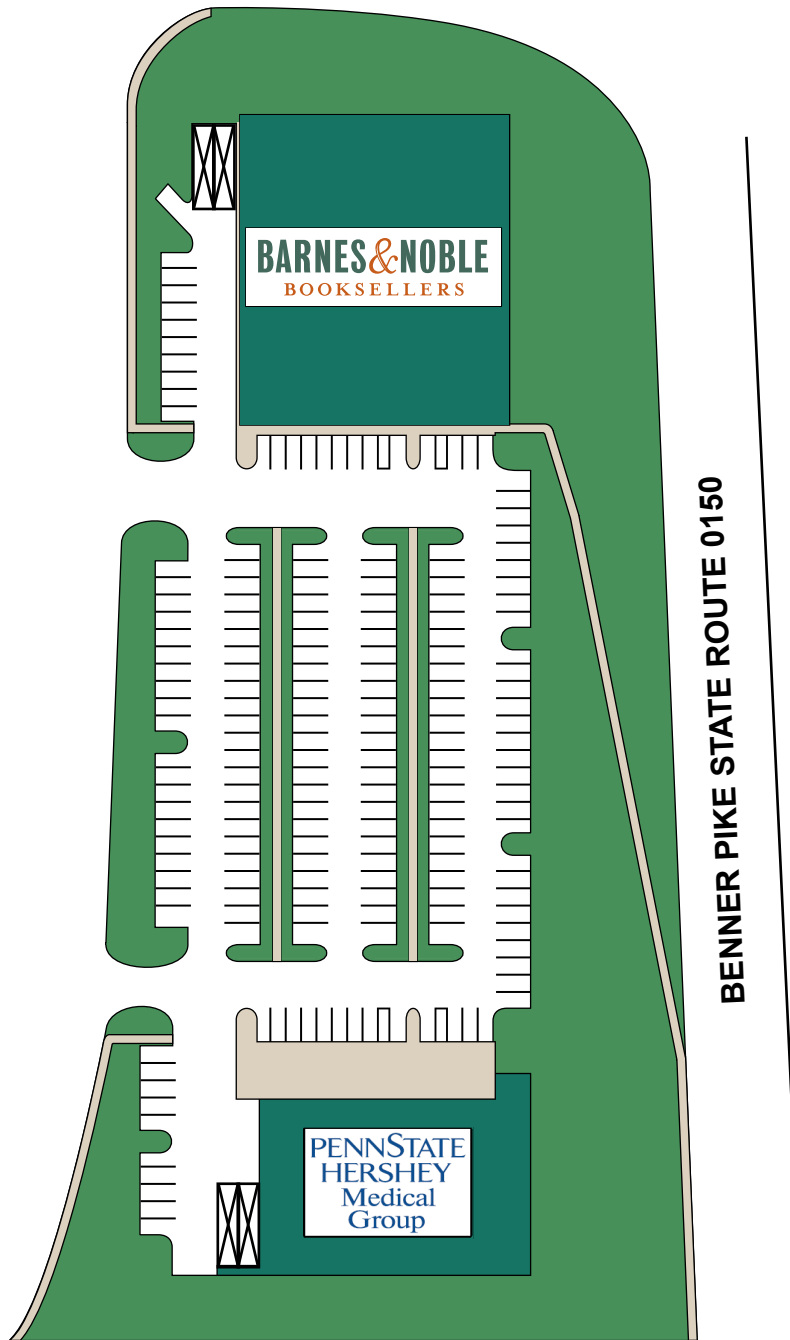 BARNES&NOBLE
BOOKSELLERS
BENNER PIKE STATE ROUTE 0150
PENNSTATE
HERSHEY
Medical
Group